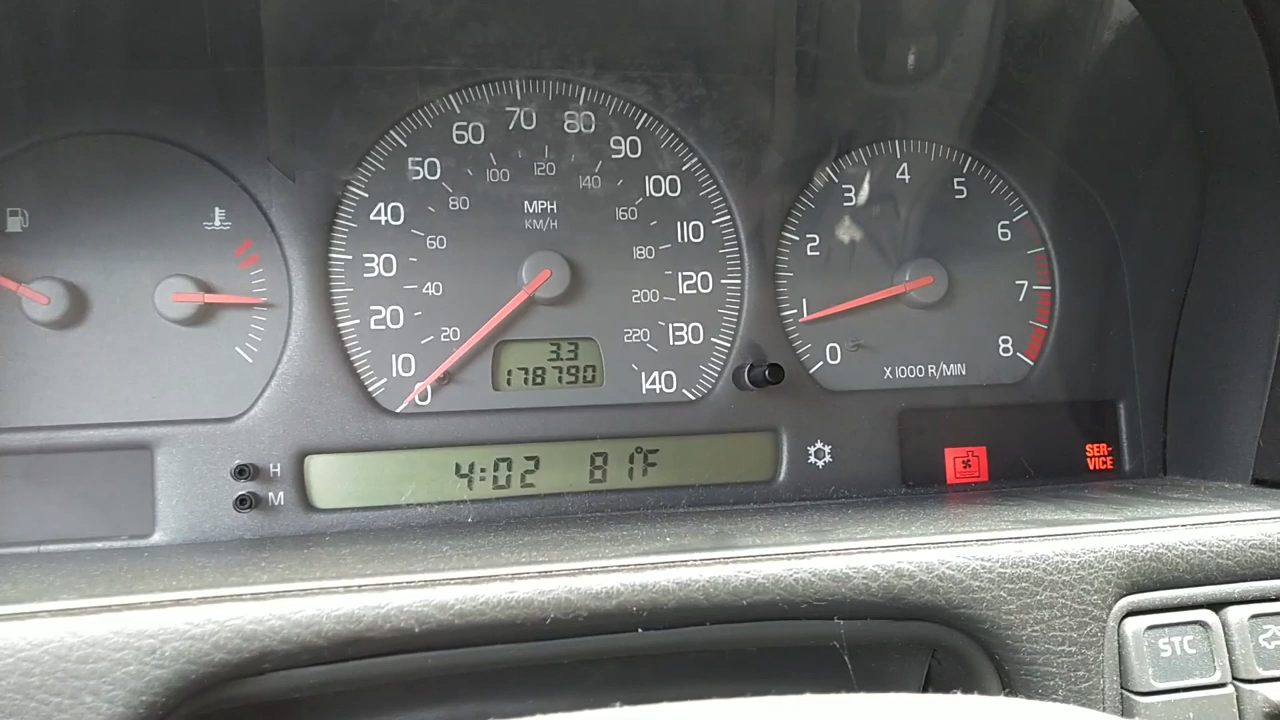 70
60 80
50 90
100 120 140
40 80 MPH 160 100
KM/H
30 60 180 110
20 40 200 120
10 20 220 130
0 140
3.3
178790
4
3 5
2 6
1 7
0 8
X 1000 R/MIN
H
M
4:02 81°F
SER-
VICE
STC